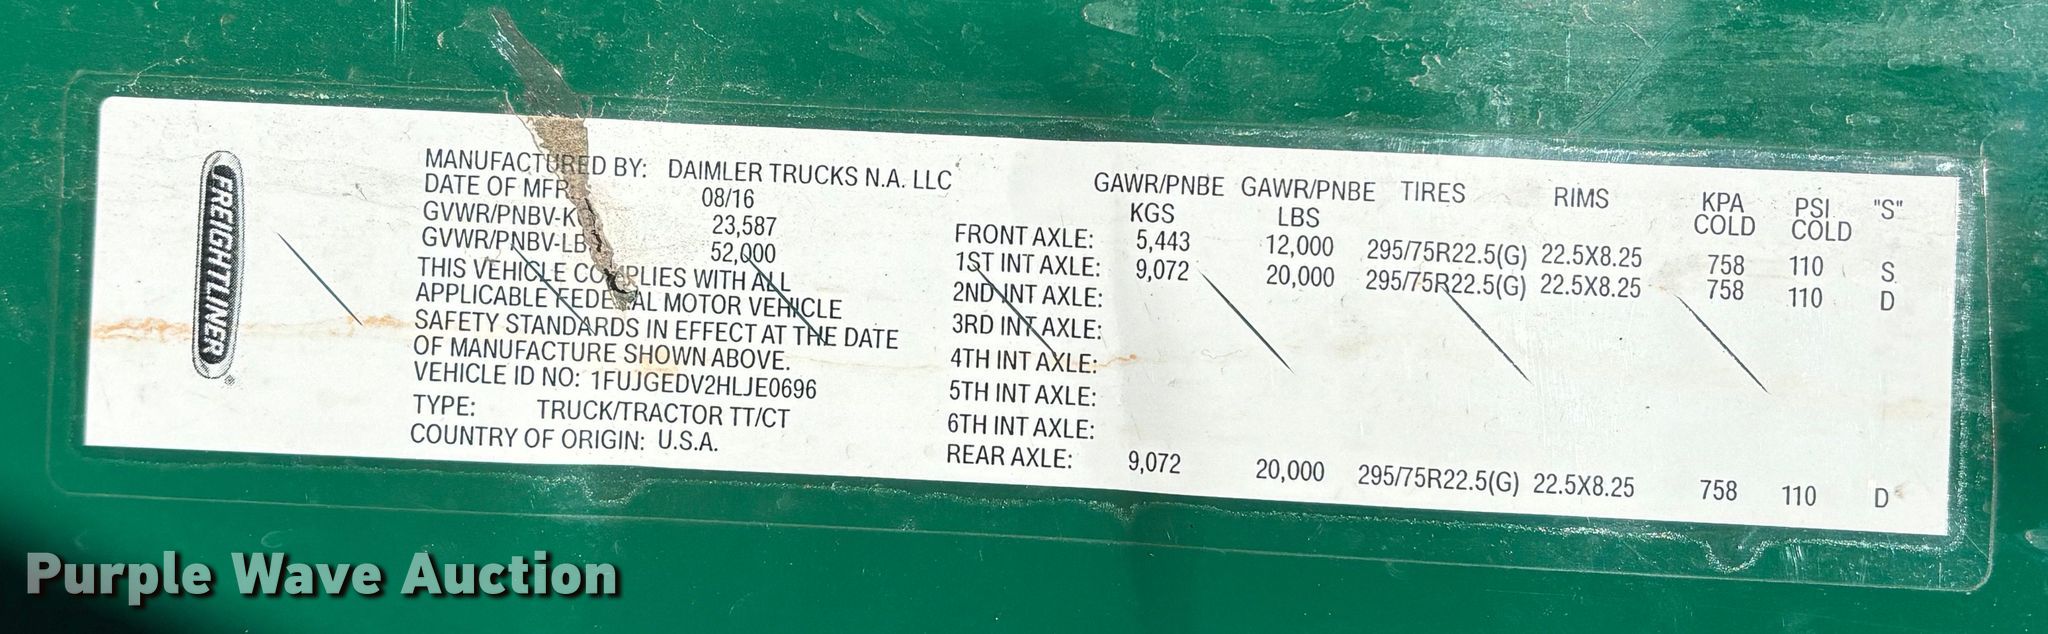 FREIGHTLINER®
MANUFACTURED BY: DAIMLER TRUCKS N.A. LLC
DATE OF MFR 08/16
GVWR/PNBV-K 23,587
GVWR/PNBV-LB 52,000
THIS VEHICLE COMPLIES WITH ALL
APPLICABLE FEDERAL MOTOR VEHICLE
SAFETY STANDARDS IN EFFECT AT THE DATE
OF MANUFACTURE SHOWN ABOVE.
VEHICLE ID NO: 1FUJGEDV2HLJE0696
TYPE: TRUCK/TRACTOR TT/CT
COUNTRY OF ORIGIN: U.S.A.
GAWR/PNBE GAWR/PNBE TIRES RIMS KPA PSI "S"
KGS LBS COLD COLD
FRONT AXLE: 5,443 12,000 295/75R22.5(G) 22.5X8.25 758 110 S
1ST INT AXLE: 9,072 20,000 295/75R22.5(G) 22.5X8.25 758 110 D
2ND INT AXLE:
3RD INT AXLE:
4TH INT AXLE:
5TH INT AXLE:
6TH INT AXLE:
REAR AXLE: 9,072 20,000 295/75R22.5(G) 22.5X8.25 758 110 D
Purple Wave Auction